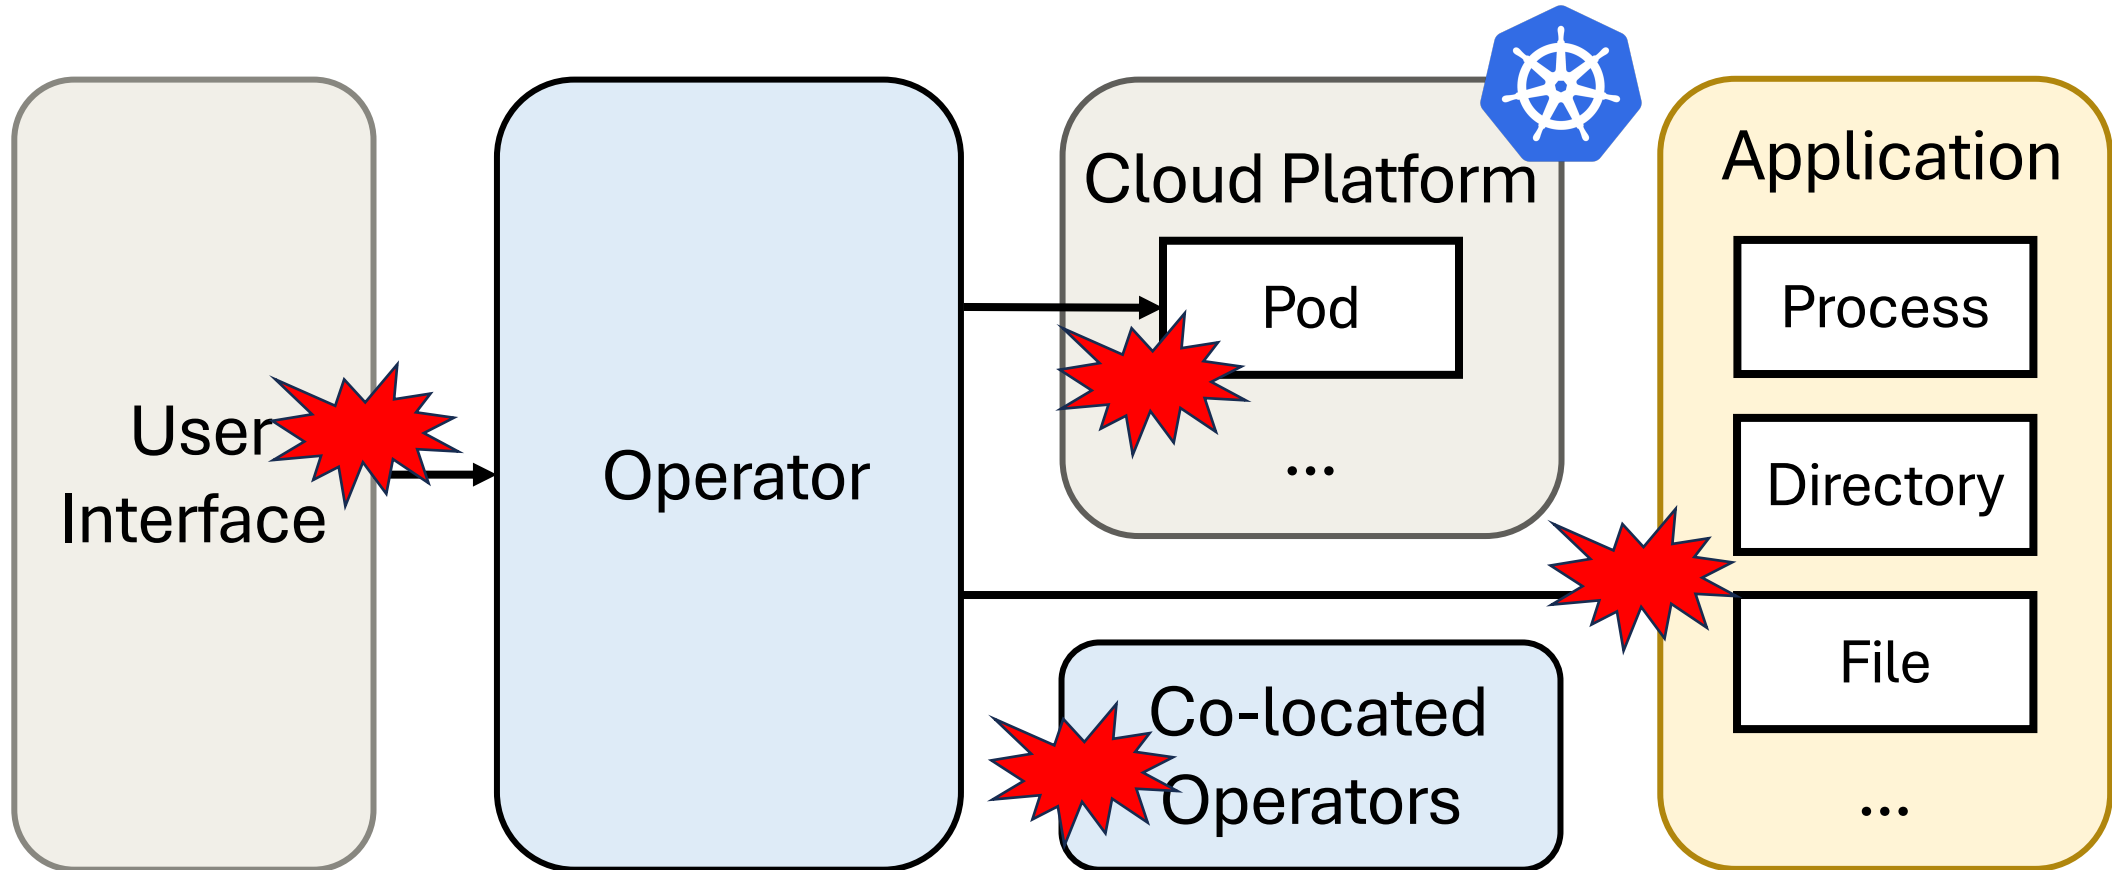 User
Interface
Operator
Cloud Platform
Pod
...
Co-located
Operators
Application
Process
Directory
File
...